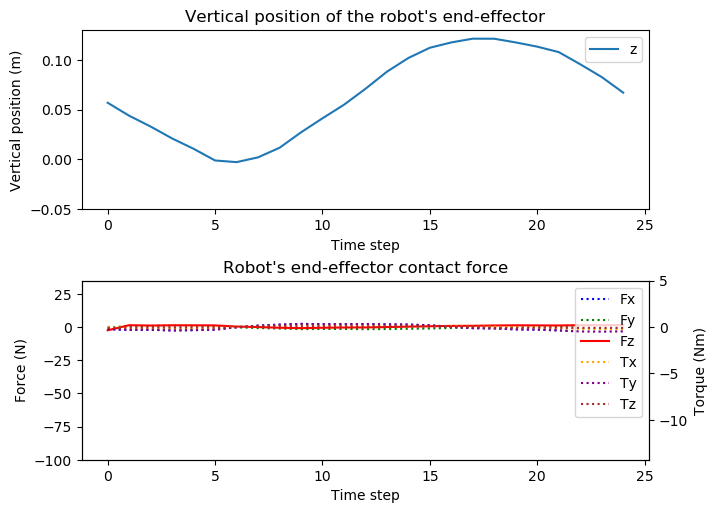 Vertical position of the robot's end-effector
Vertical position (m)
0.10
0.05
0.00
−0.05
z
0 5 10 15 20 25
Time step
Robot's end-effector contact force
Force (N)
25
0
−25
−50
−75
−100
Fx
Fy
Fz
Tx
Ty
Tz
5
0
−5
−10
Torque (Nm)
0 5 10 15 20 25
Time step